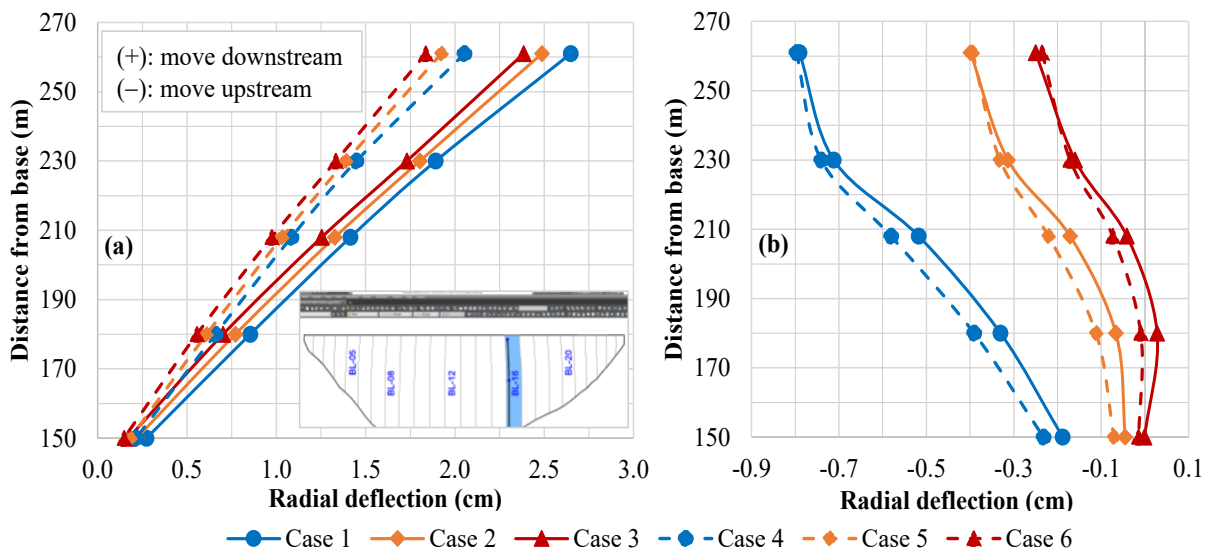 270
250
230
210
190
170
150
Distance from base (m)
(+): move downstream
(−): move upstream
(a)
BL-05
BL-08
BL-12
BL-16
BL-20
0.0 0.5 1.0 1.5 2.0 2.5 3.0
Radial deflection (cm)
270
250
230
210
190
170
150
Distance from base (m)
(b)
-0.9 -0.7 -0.5 -0.3 -0.1 0.1
Radial deflection (cm)
Case 1 Case 2 Case 3 Case 4 Case 5 Case 6